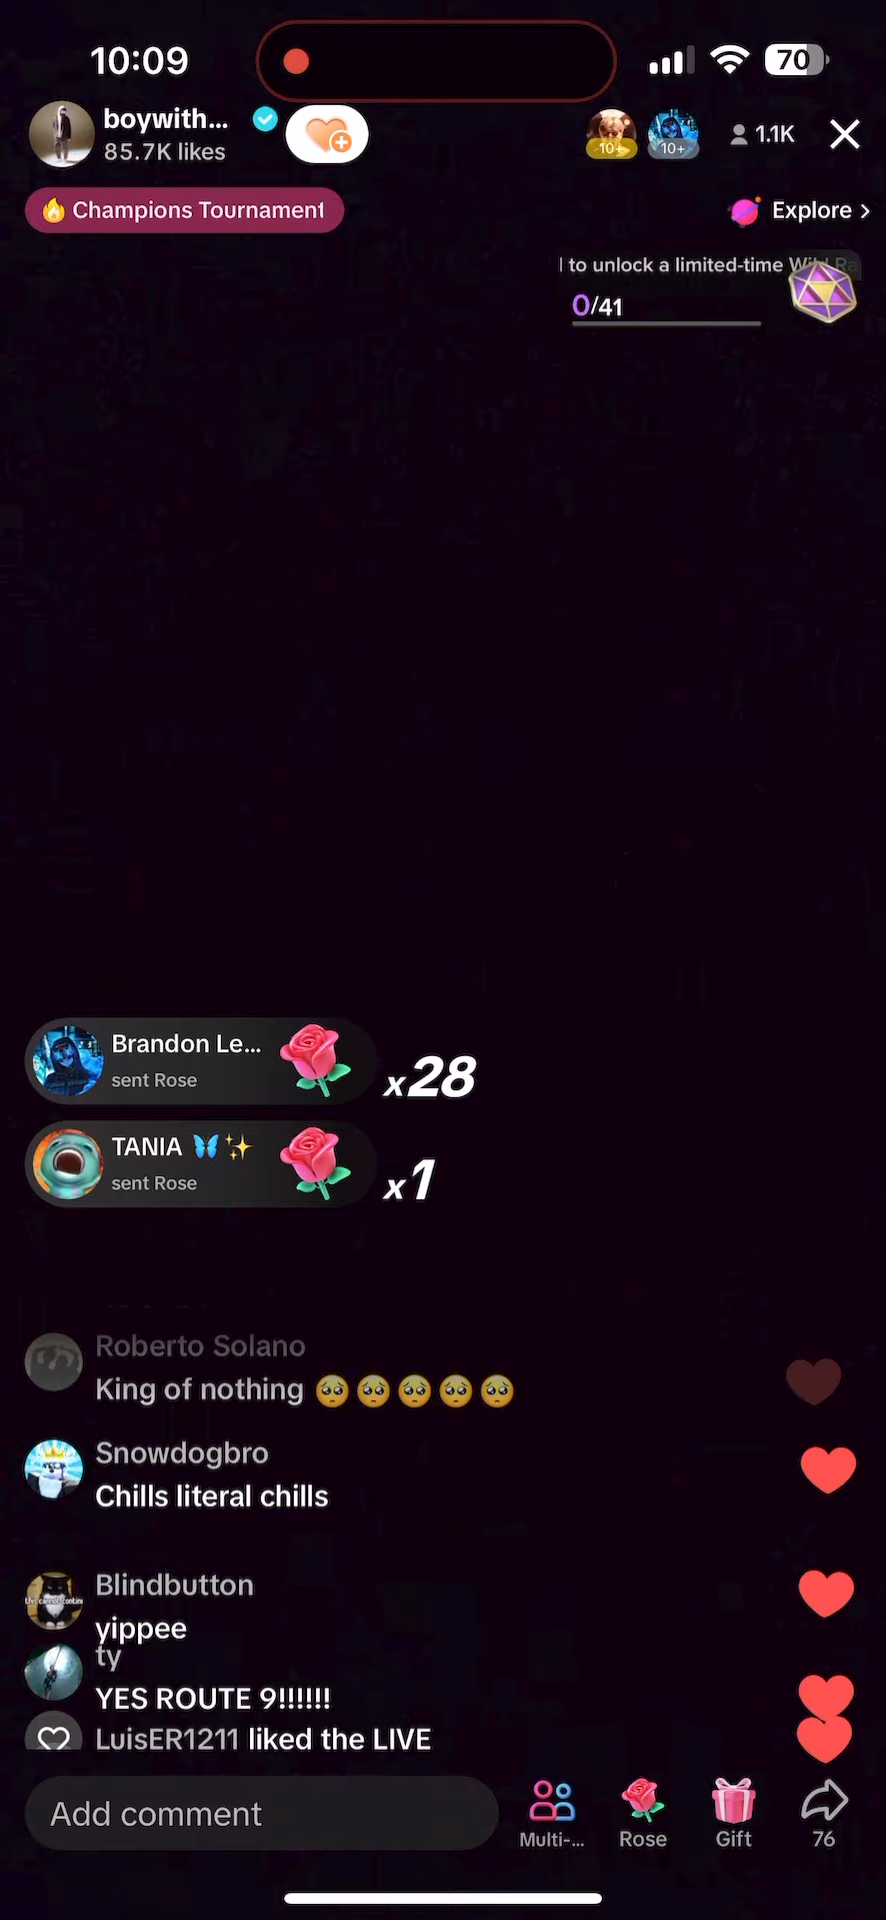 10:09
70
boywith...
85.7K likes
10+
10+
1.1K
🔥 Champions Tournament
Explore >
to unlock a limited-time Wild Ra
0/41
Brandon Le...
sent Rose
x28
TANIA 🦋✨
sent Rose
x1
Roberto Solano
King of nothing 🥺🥺🥺🥺🥺
Snowdogbro
Chills literal chills
Blindbutton
yippee
ty
YES ROUTE 9!!!!!!
LuisER1211 liked the LIVE
Add comment
Multi-...
Rose
Gift
76